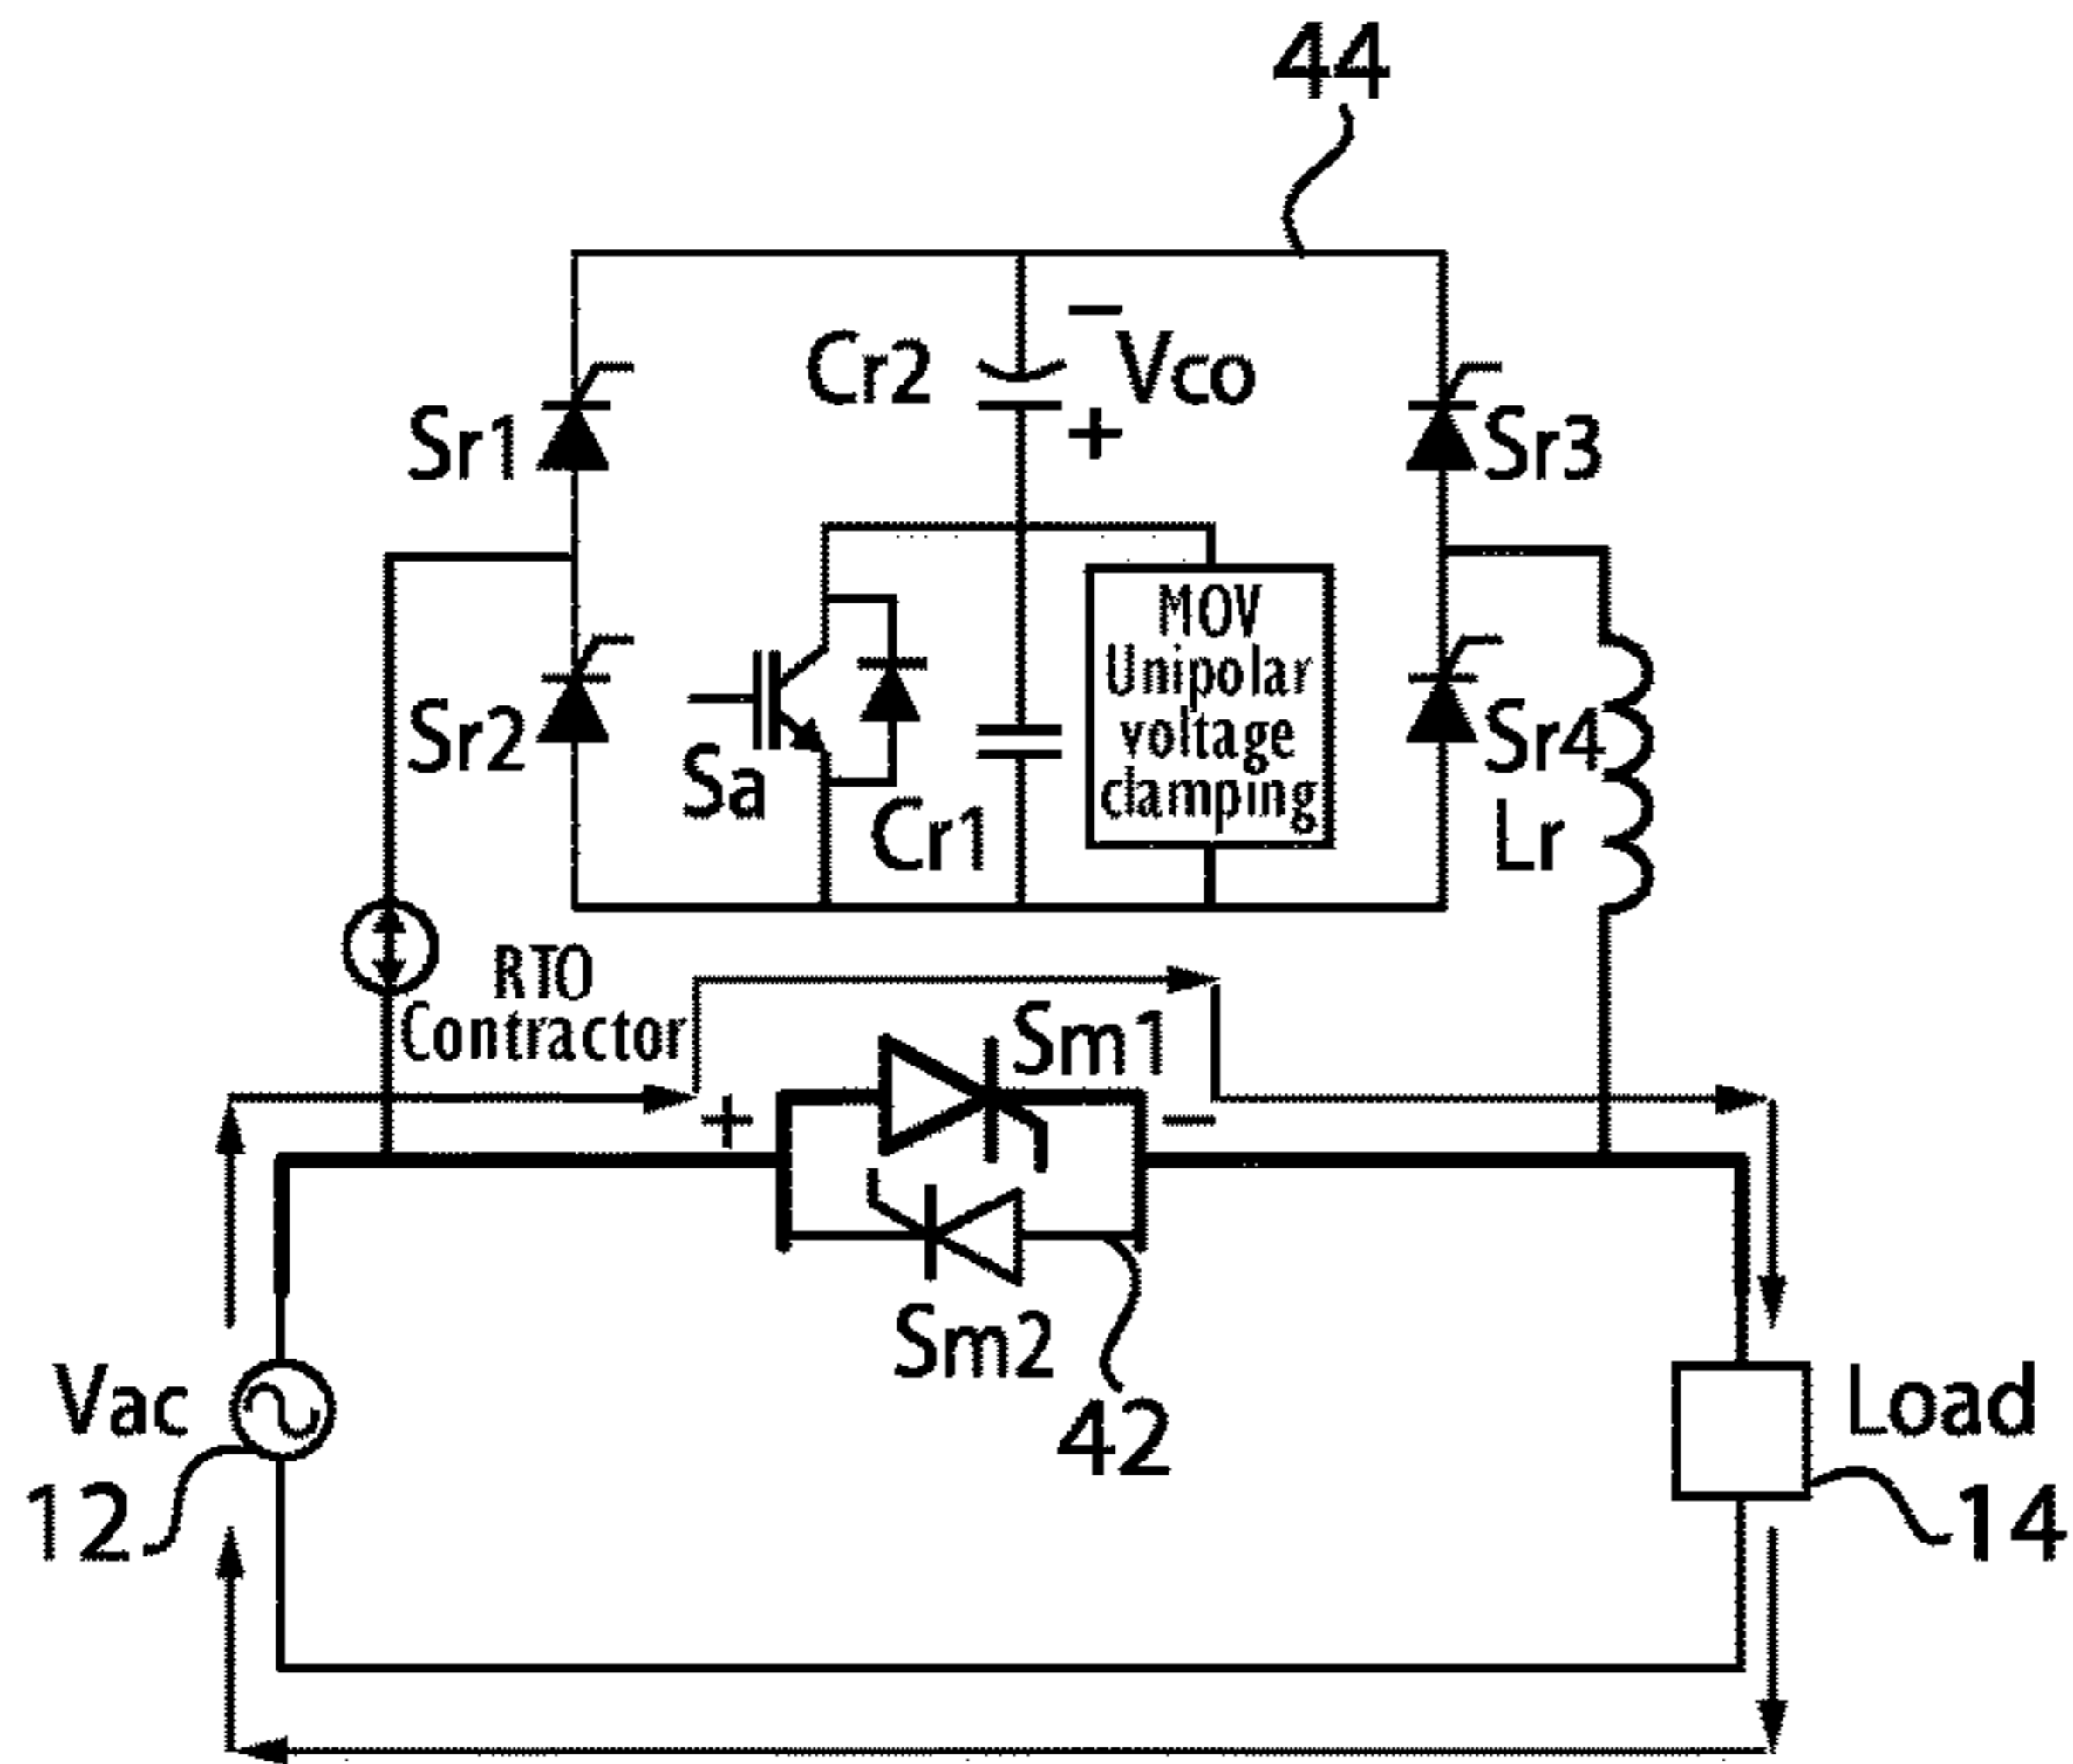 44
Cr2
−
Vco
+
Sr1
Sr3
MOV
Unipolar
voltage
clamping
Sr2
Sa
Sr4
Cr1
Lr
RTO
Contractor
Sm1
+
−
Sm2
Vac
42
Load
12
14